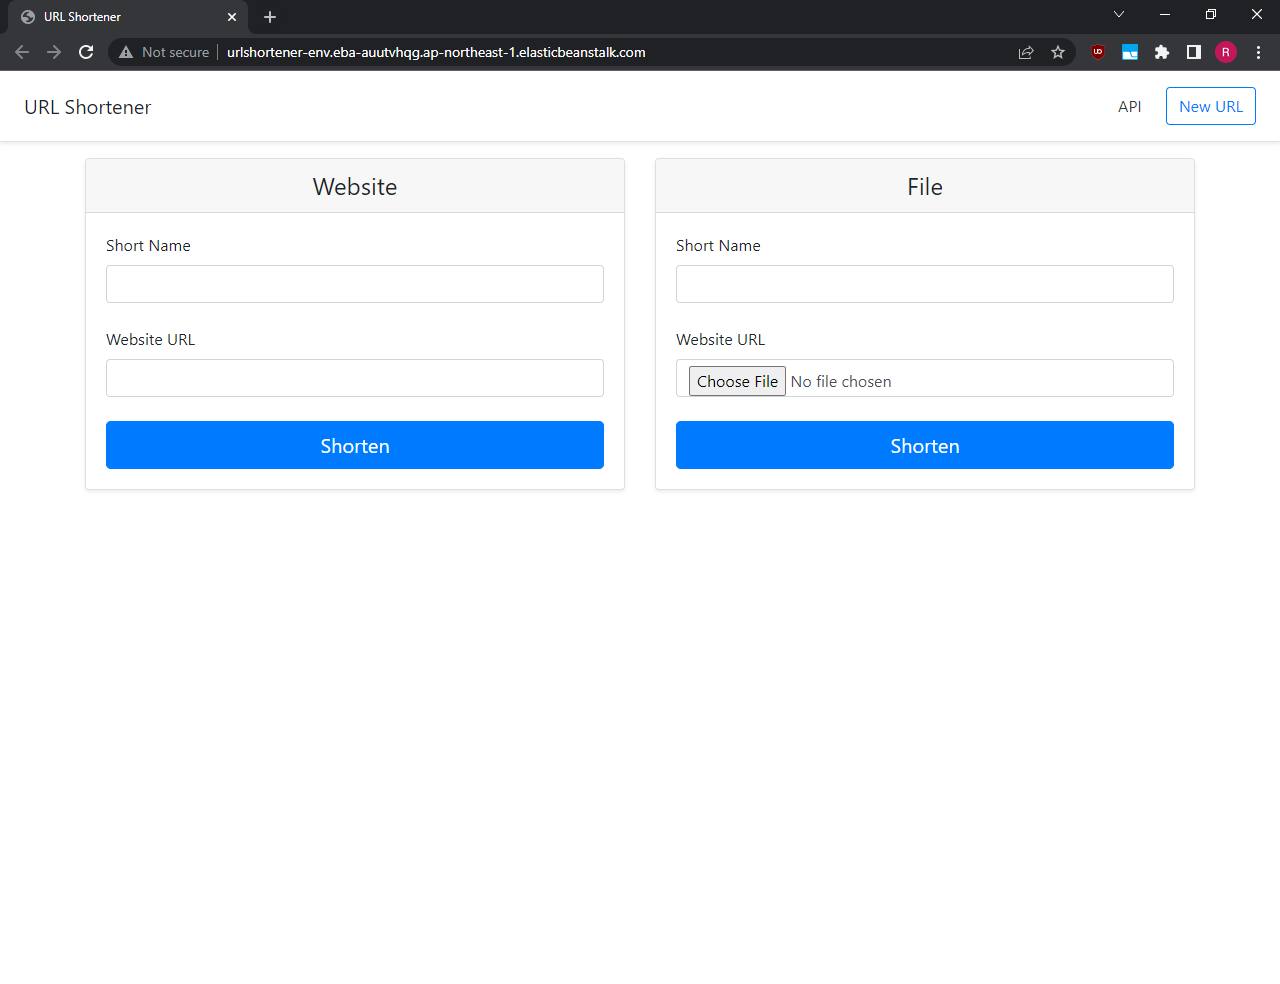 URL Shortener
Not secure
urlshortener-env.eba-auutvhqg.ap-northeast-1.elasticbeanstalk.com
UD
R
URL Shortener
API
New URL
Website
Short Name
Website URL
Shorten
File
Short Name
Website URL
Choose File No file chosen
Shorten